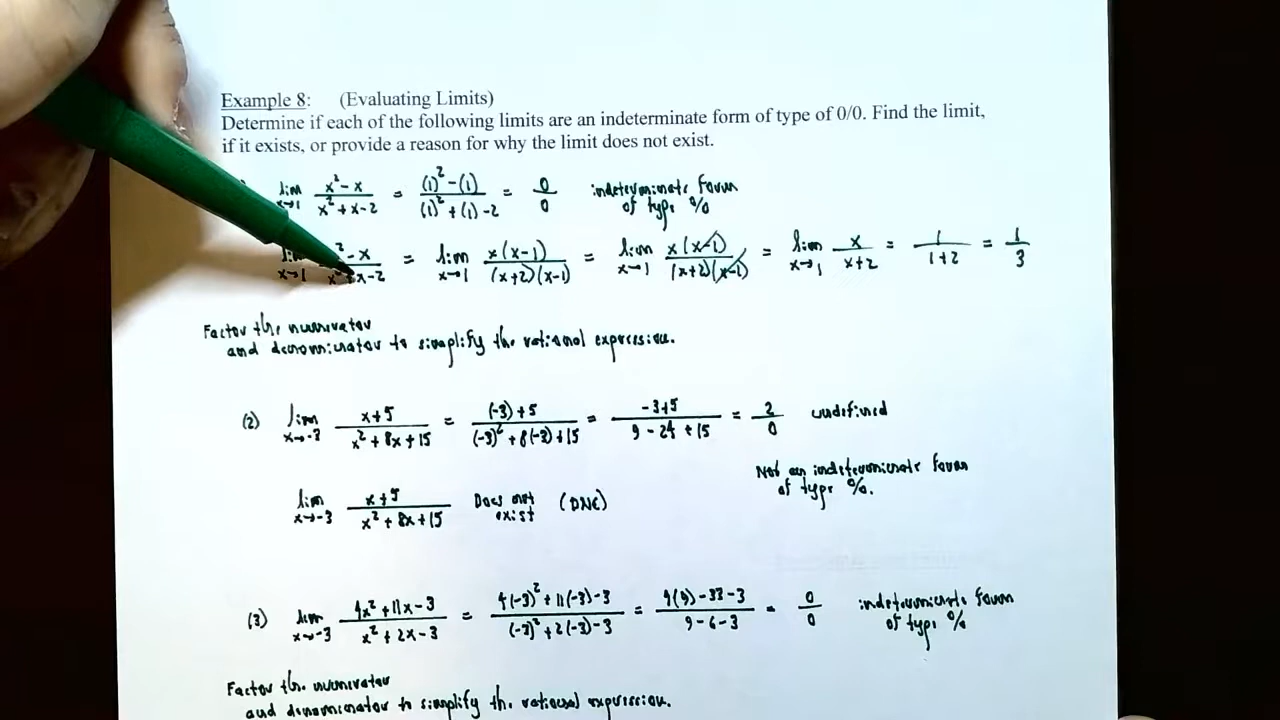 Example 8: (Evaluating Limits)
Determine if each of the following limits are an indeterminate form of type of 0/0. Find the limit,
if it exists, or provide a reason for why the limit does not exist.
lim x→1 (x² - x)/(x² + x - 2) = ((1)² - (1))/((1)² + (1) - 2) = 0/0 indeterminate form of type 0/0
x→1 x² - x / x² + x - 2 = lim x→1 x(x-1)/((x+2)(x-1)) = lim x→1 x(x-1)/((x+2)(x-1)) = lim x→1 x/(x+2) = 1/(1+2) = 1/3
Factor the numerator
and denominator to simplify the rational expression.
(2) lim x→-3 (x+5)/(x² + 8x + 15) = ((-3)+5)/((-3)² + 8(-3) + 15) = (-3+5)/(9 - 24 + 15) = 2/0 undefined
Not an indeterminate form
of type 0/0.
lim x→-3 (x+5)/(x² + 8x + 15) Does not exist (DNE)
(3) lim x→-3 (4x² + 11x - 3)/(x² + 2x - 3) = (4(-3)² + 11(-3) - 3)/((-3)² + 2(-3) - 3) = (4(9) - 33 - 3)/(9 - 6 - 3) = 0/0 indeterminate form of type 0/0
Factor the numerator
and denominator to simplify the rational expression.